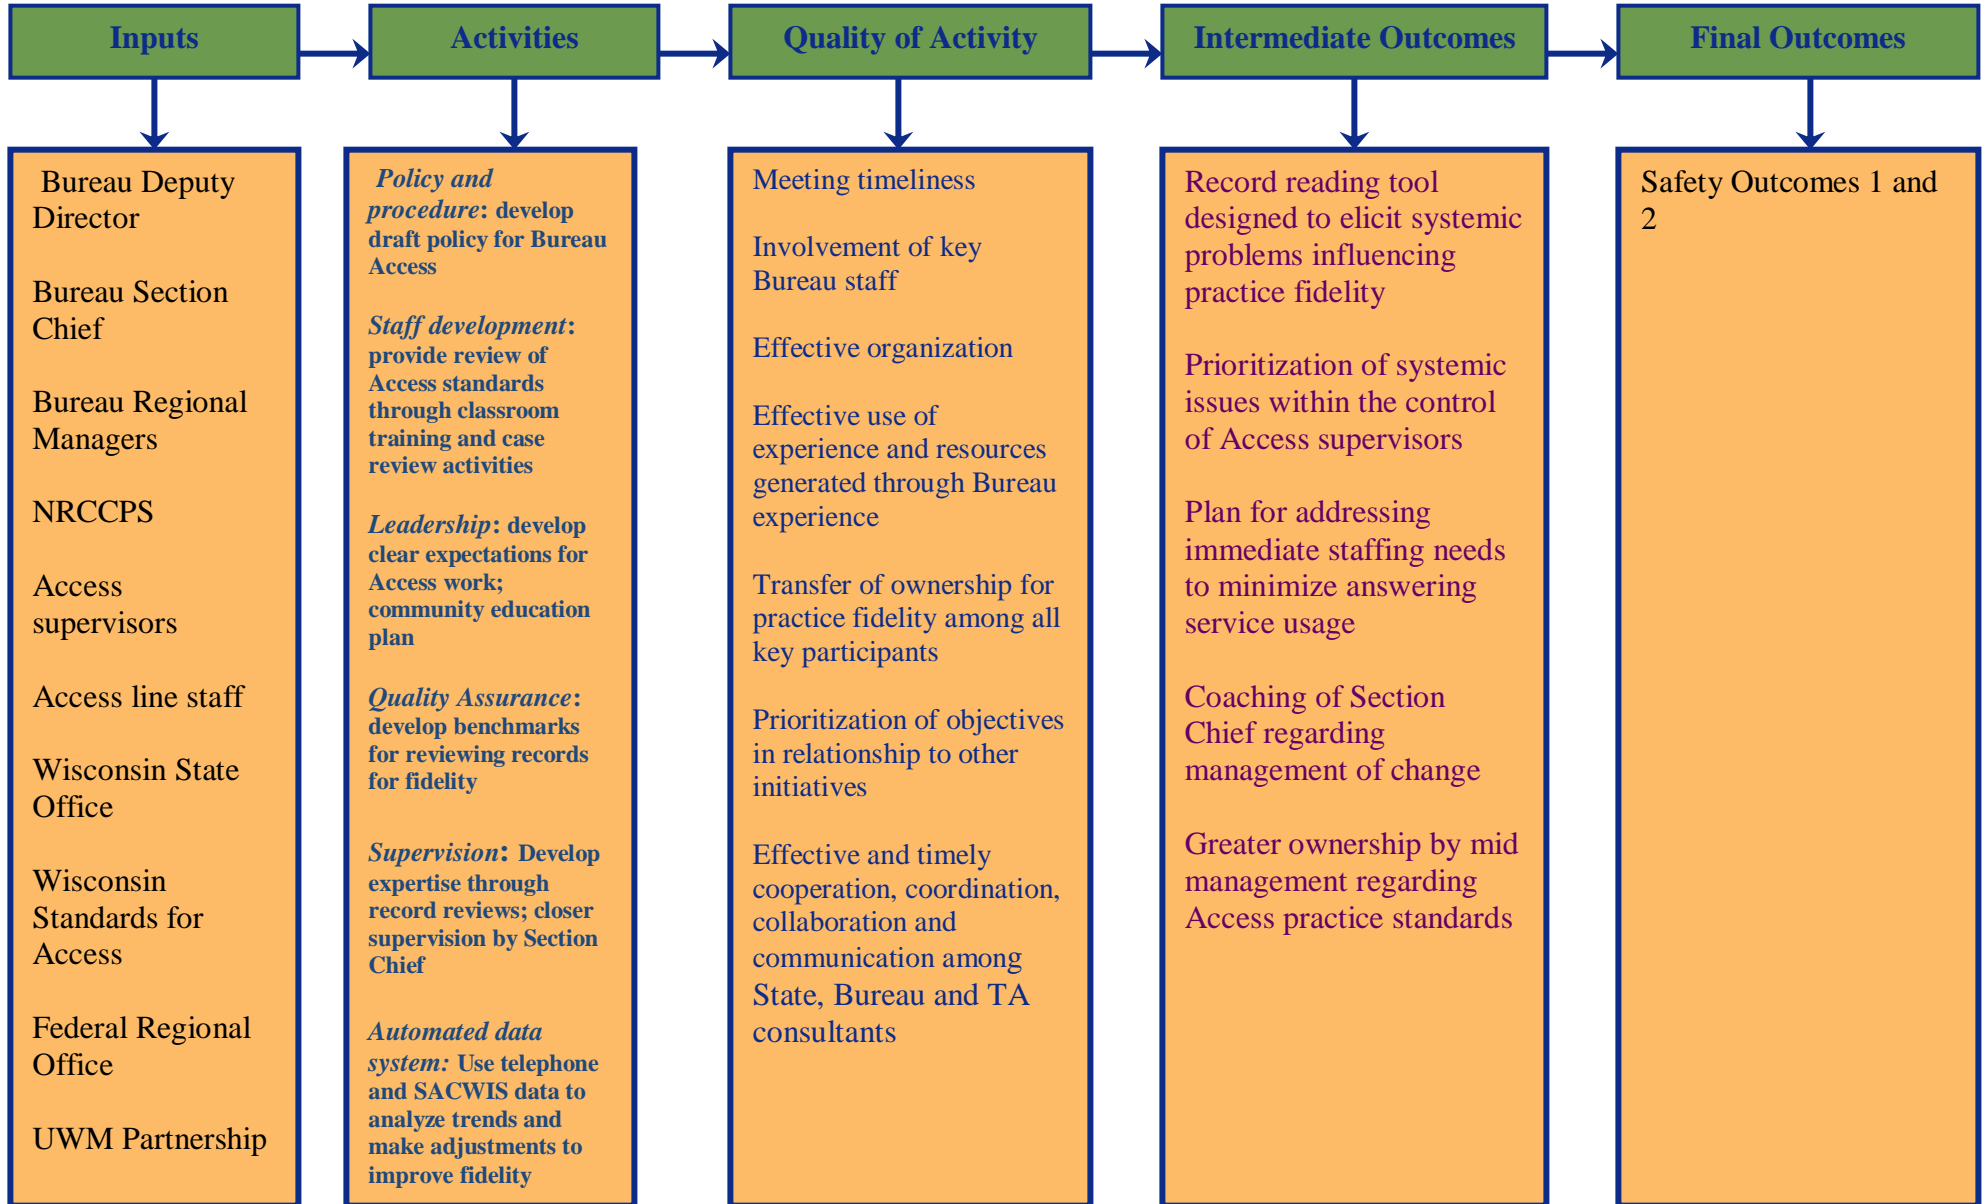 Inputs
Activities
Quality of Activity
Intermediate Outcomes
Final Outcomes
Bureau Deputy
Director
Bureau Section
Chief
Bureau Regional
Managers
NRCCPS
Access
supervisors
Access line staff
Wisconsin State
Office
Wisconsin
Standards for
Access
Federal Regional
Office
UWM Partnership
Policy and
procedure: develop
draft policy for Bureau
Access
Staff development:
provide review of
Access standards
through classroom
training and case
review activities
Leadership: develop
clear expectations for
Access work;
community education
plan
Quality Assurance:
develop benchmarks
for reviewing records
for fidelity
Supervision: Develop
expertise through
record reviews; closer
supervision by Section
Chief
Automated data
system: Use telephone
and SACWIS data to
analyze trends and
make adjustments to
improve fidelity
Meeting timeliness
Involvement of key
Bureau staff
Effective organization
Effective use of
experience and resources
generated through Bureau
experience
Transfer of ownership for
practice fidelity among all
key participants
Prioritization of objectives
in relationship to other
initiatives
Effective and timely
cooperation, coordination,
collaboration and
communication among
State, Bureau and TA
consultants
Record reading tool
designed to elicit systemic
problems influencing
practice fidelity
Prioritization of systemic
issues within the control
of Access supervisors
Plan for addressing
immediate staffing needs
to minimize answering
service usage
Coaching of Section
Chief regarding
management of change
Greater ownership by mid
management regarding
Access practice standards
Safety Outcomes 1 and
2